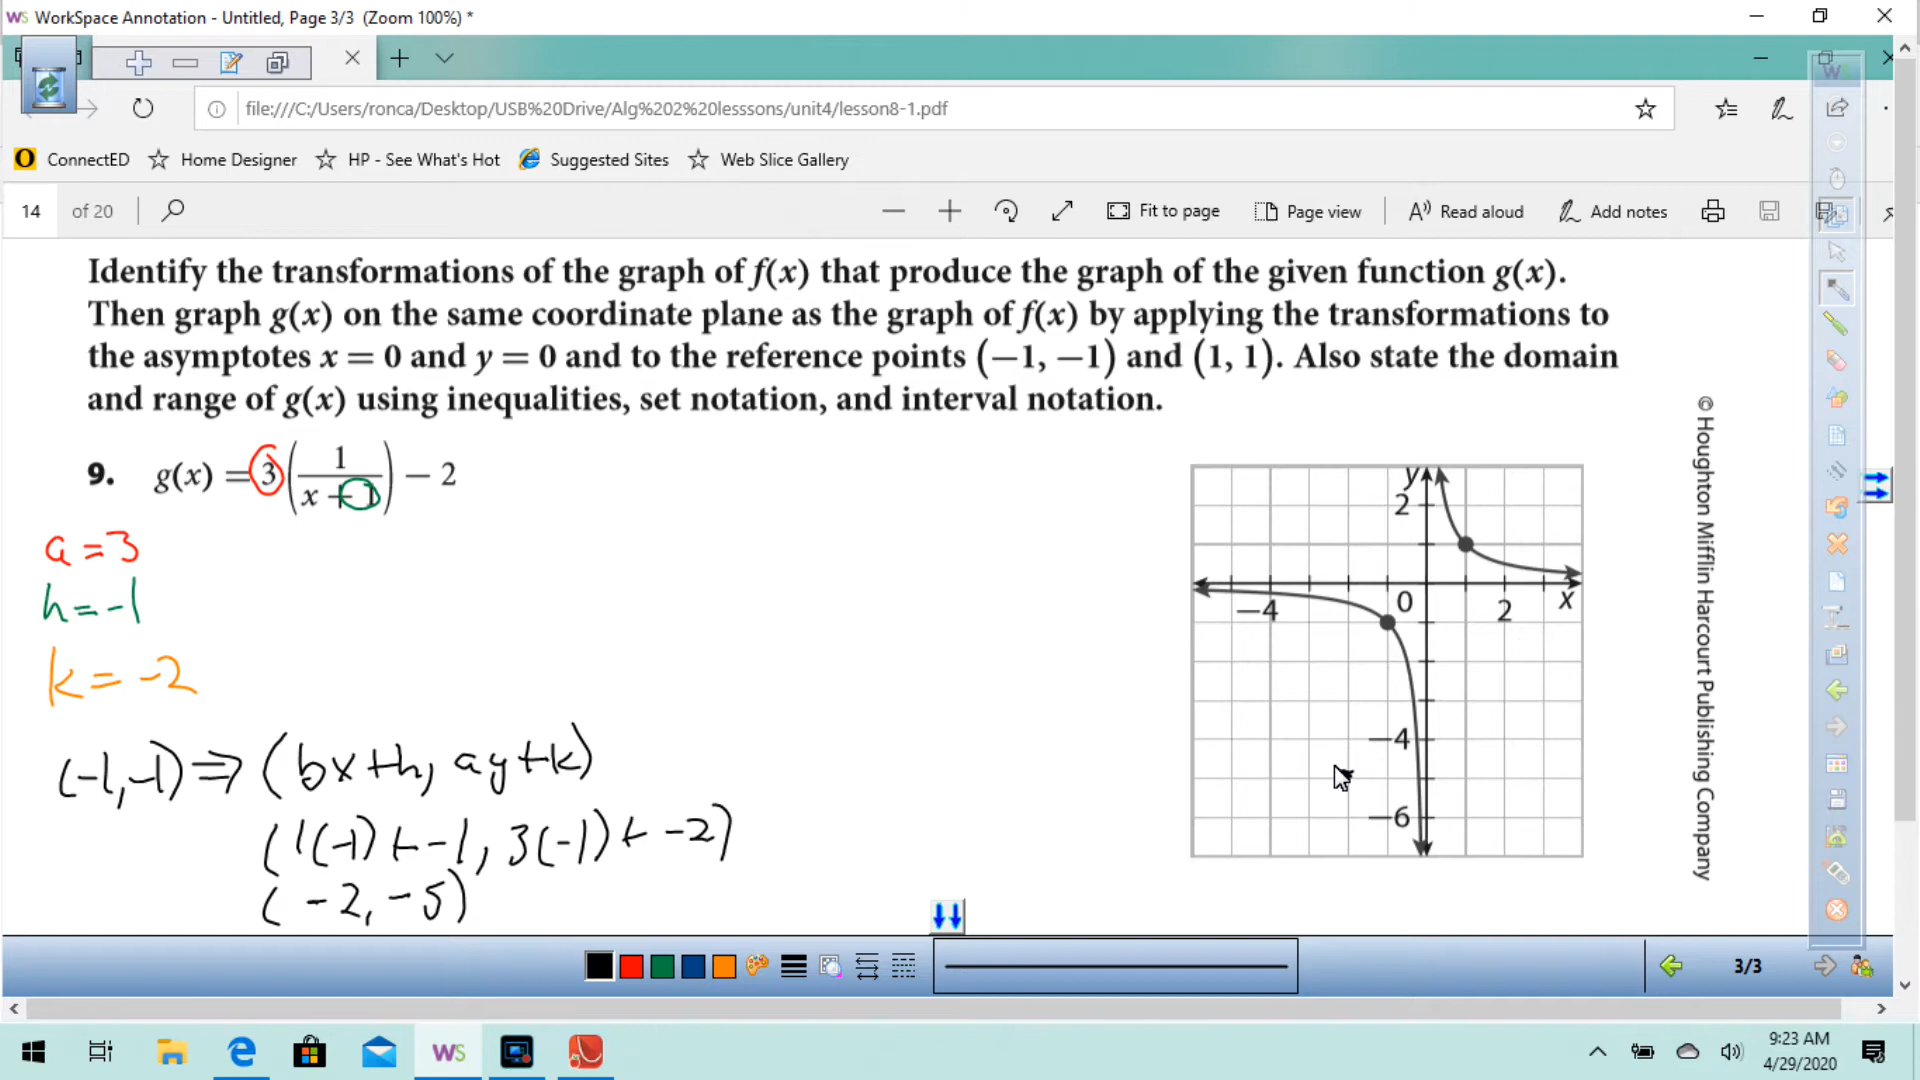 WS WorkSpace Annotation - Untitled, Page 3/3 (Zoom 100%) *
file:///C:/Users/ronca/Desktop/USB%20Drive/Alg%202%20lesssons/unit4/lesson8-1.pdf
ConnectED Home Designer HP - See What's Hot Suggested Sites Web Slice Gallery
14 of 20 Fit to page Page view Read aloud Add notes
Identify the transformations of the graph of f(x) that produce the graph of the given function g(x).
Then graph g(x) on the same coordinate plane as the graph of f(x) by applying the transformations to
the asymptotes x = 0 and y = 0 and to the reference points (−1, −1) and (1, 1). Also state the domain
and range of g(x) using inequalities, set notation, and interval notation.
9. g(x) = 3(1/(x + 1)) − 2
a = 3
h = -1
k = -2
(-1,-1) ⇒ (bx+h, ay+k)
(1(-1) + -1, 3(-1) + -2)
(-2, -5)
y
2
−4 0 2 x
−4
−6
© Houghton Mifflin Harcourt Publishing Company
WS
3/3
WS
9:23 AM
4/29/2020